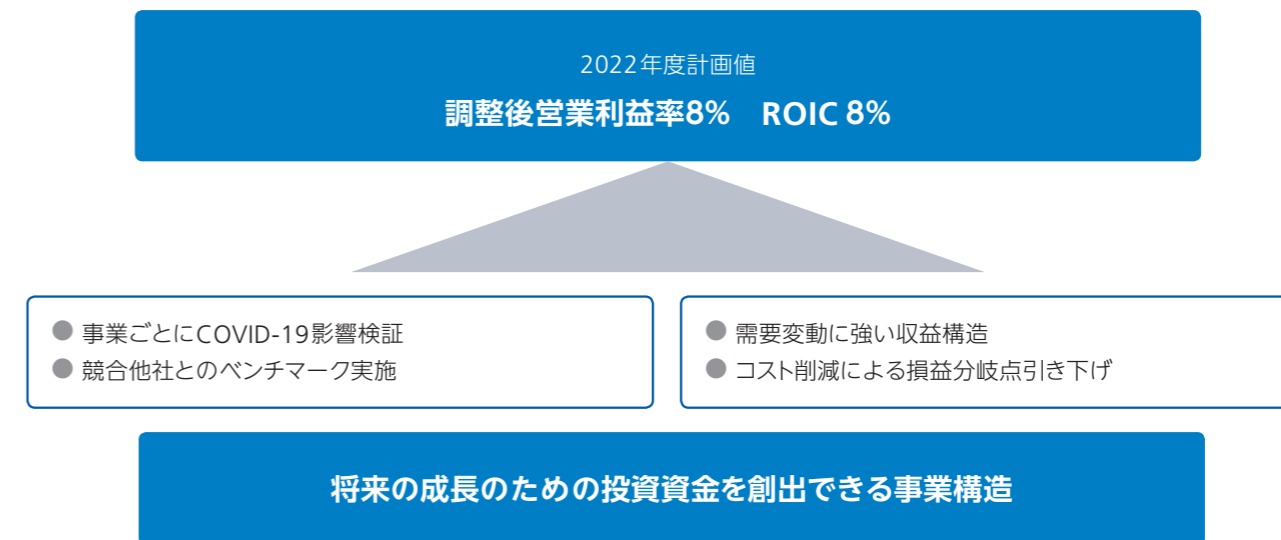 2022年度計画値
調整後営業利益率8% ROIC 8%
● 事業ごとにCOVID-19影響検証
● 競合他社とのベンチマーク実施
● 需要変動に強い収益構造
● コスト削減による損益分岐点引き下げ
将来の成長のための投資資金を創出できる事業構造